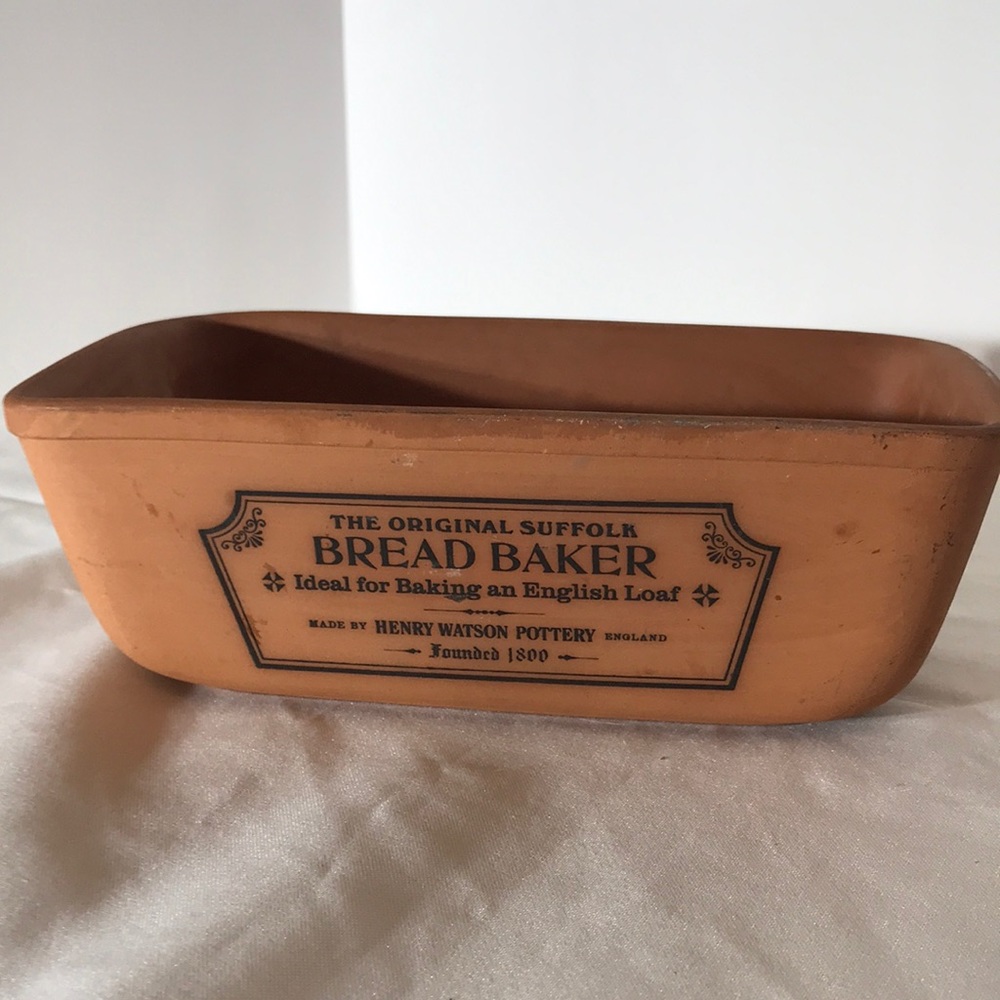 THE ORIGINAL SUFFOLK
BREAD BAKER
Ideal for Baking an English Loaf
MADE BY HENRY WATSON POTTERY ENGLAND
Founded 1800